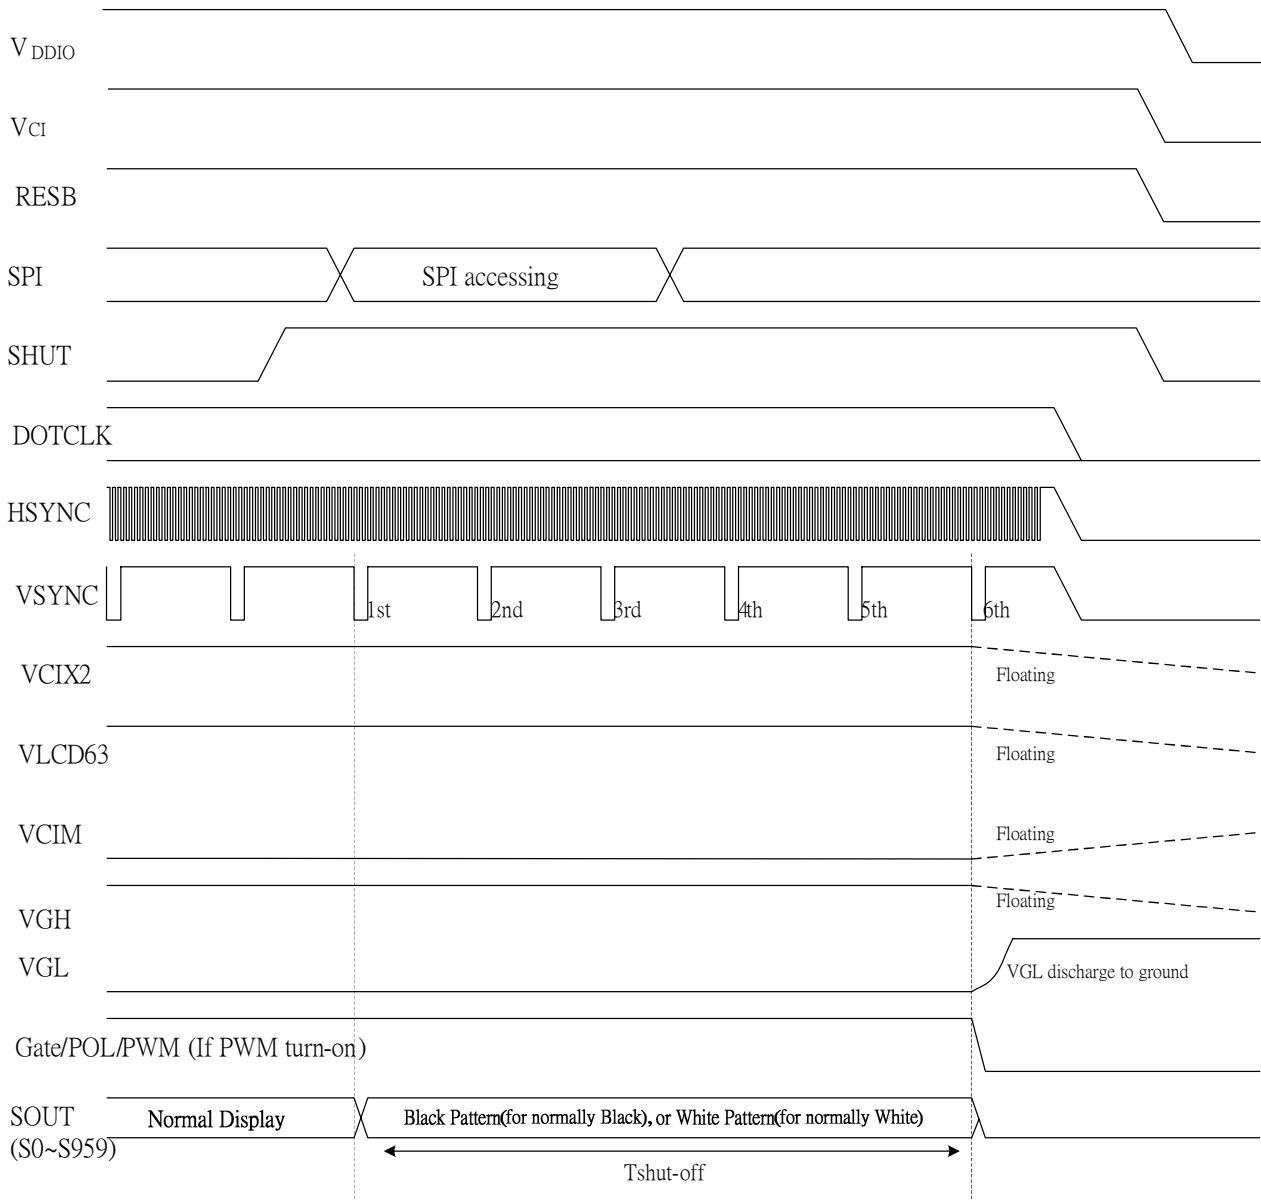 V DDIO
VCI
RESB
SPI
SPI accessing
SHUT
DOTCLK
HSYNC
VSYNC
1st
2nd
3rd
4th
5th
6th
VCIX2
Floating
VLCD63
Floating
VCIM
Floating
VGH
Floating
VGL
VGL discharge to ground
Gate/POL/PWM (If PWM turn-on)
SOUT
(S0~S959)
Normal Display
Black Pattern(for normally Black), or White Pattern(for normally White)
Tshut-off